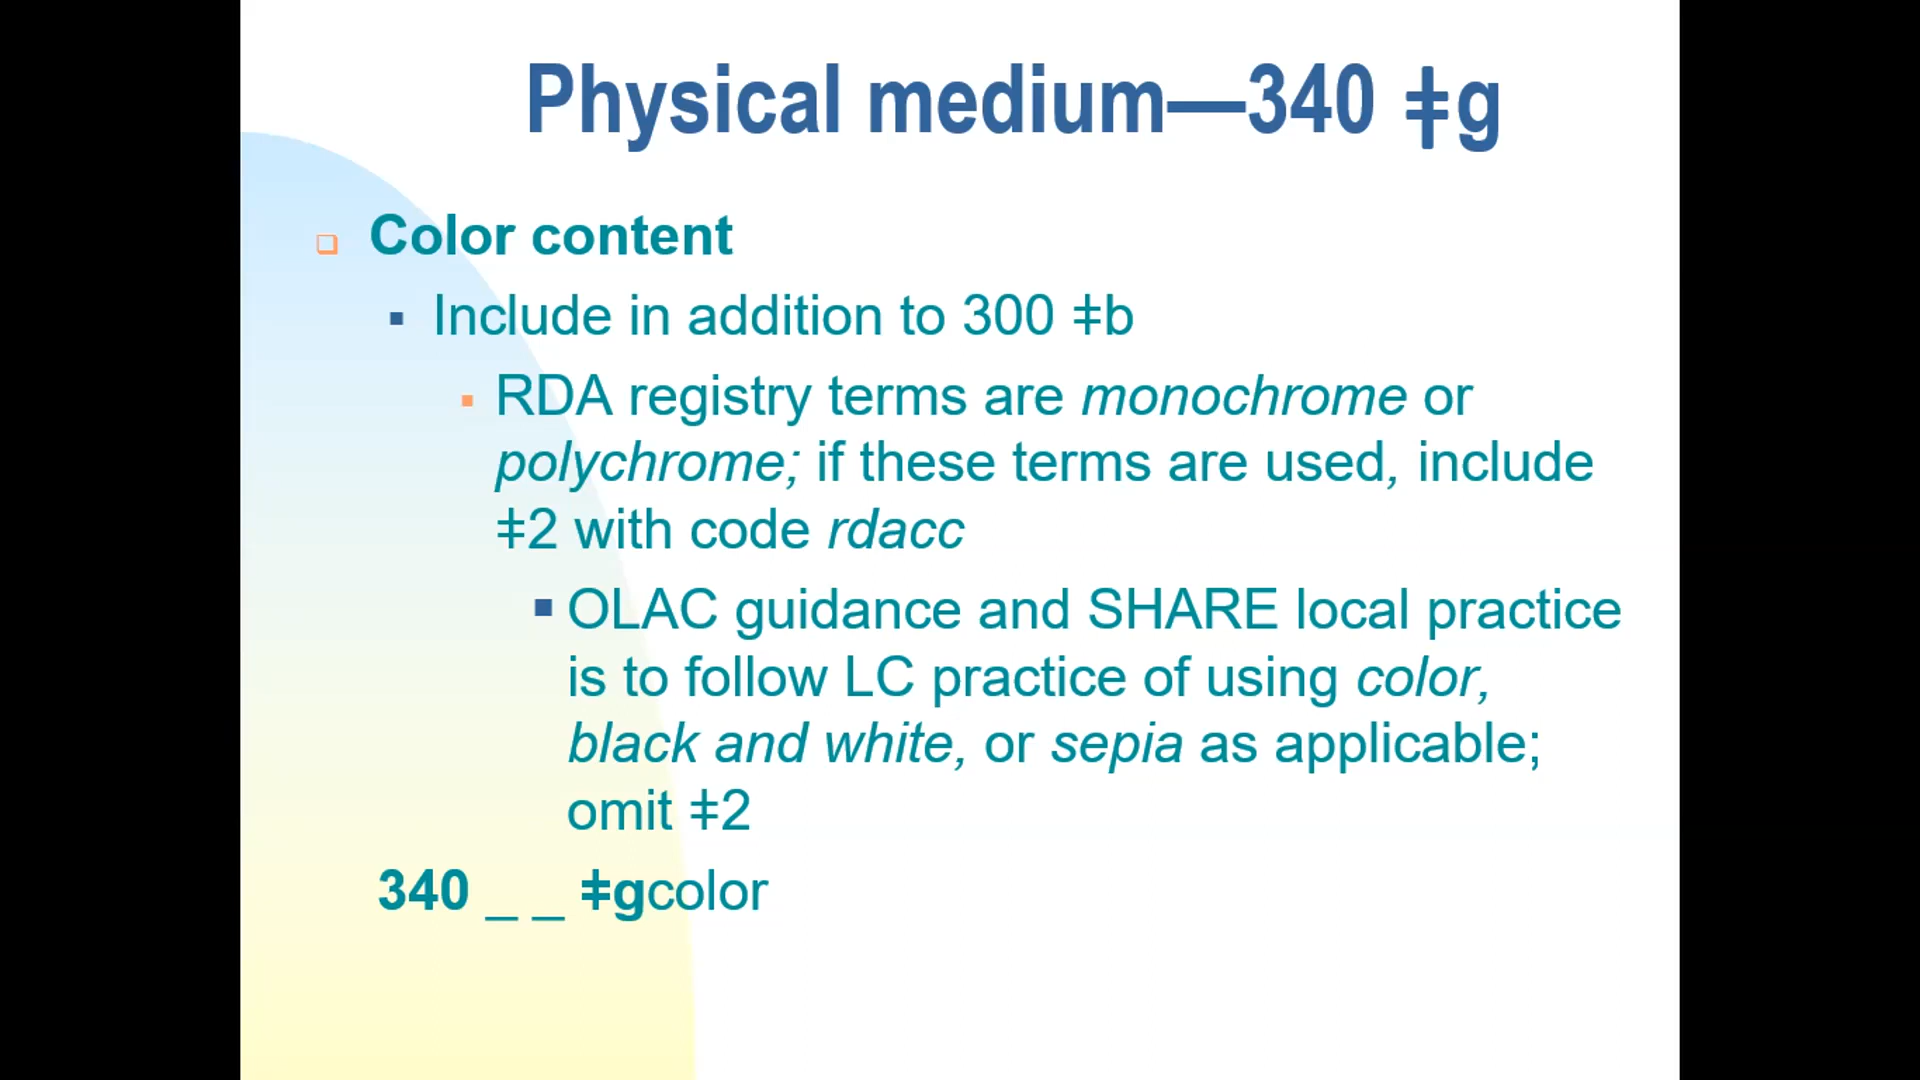 Physical medium—340 ǂg
Color content
Include in addition to 300 ǂb
RDA registry terms are monochrome or
polychrome; if these terms are used, include
ǂ2 with code rdacc
OLAC guidance and SHARE local practice
is to follow LC practice of using color,
black and white, or sepia as applicable;
omit ǂ2
340 _ _ ǂgcolor